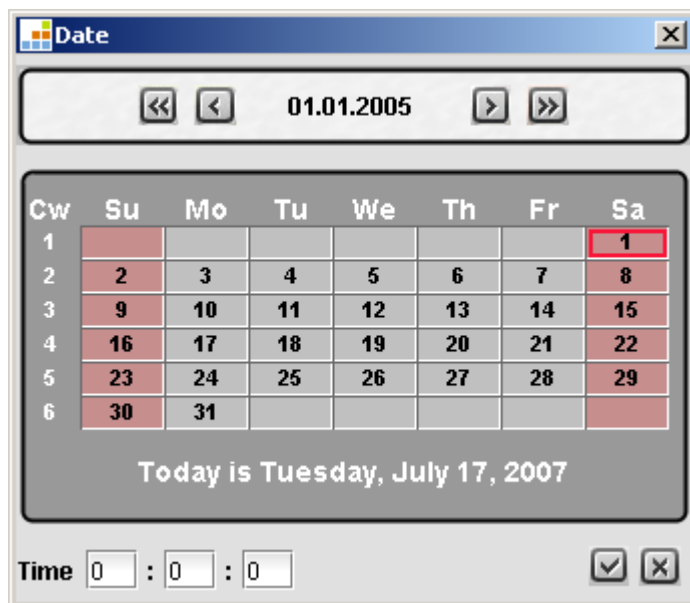 Date
01.01.2005
Cw Su Mo Tu We Th Fr Sa
1 1
2 2 3 4 5 6 7 8
3 9 10 11 12 13 14 15
4 16 17 18 19 20 21 22
5 23 24 25 26 27 28 29
6 30 31
Today is Tuesday, July 17, 2007
Time 0 : 0 : 0